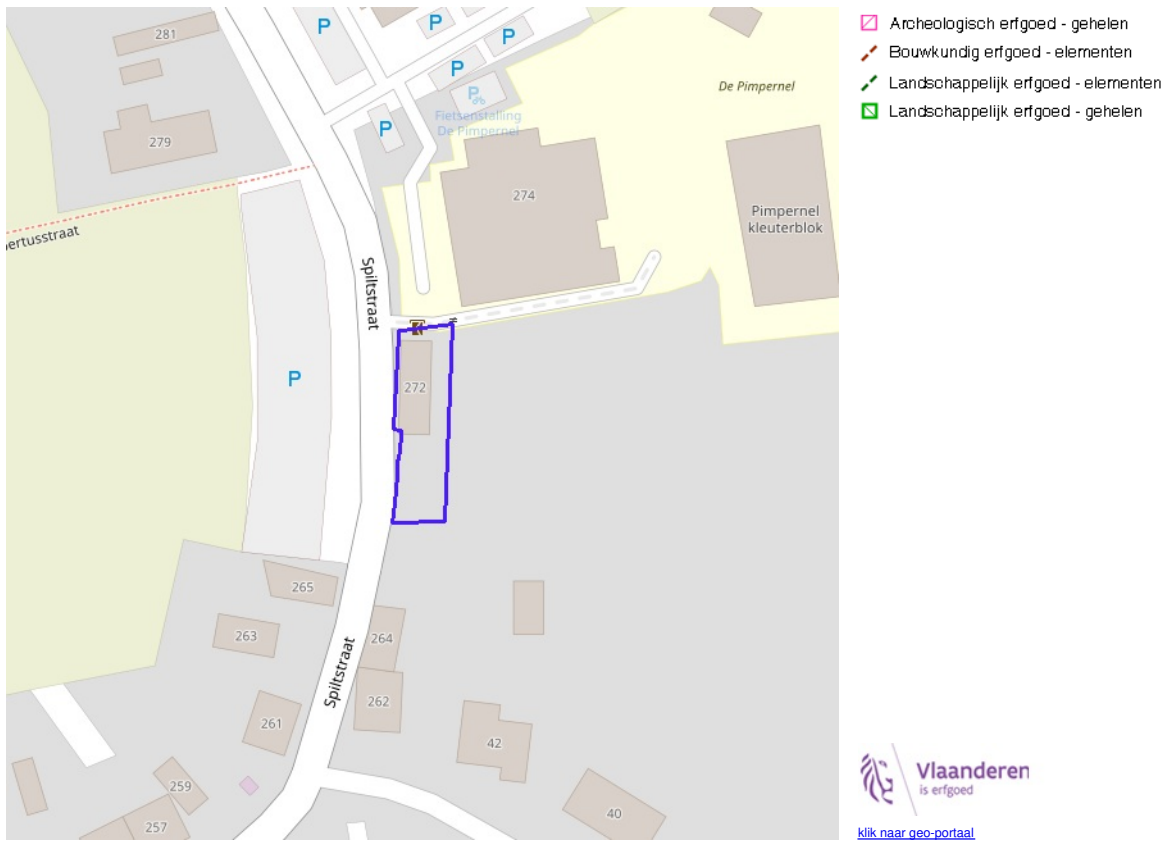 281
P
P
P
P
De Pimpernel
Fietsenstalling
De Pimpernel
P
279
274
Pimpernel
kleuterblok
ertusstraat
Spiltstraat
P
272
265
263
264
Spiltstraat
262
261
42
259
257
40
Archeologisch erfgoed - gehelen
Bouwkundig erfgoed - elementen
Landschappelijk erfgoed - elementen
Landschappelijk erfgoed - gehelen
Vlaanderen
is erfgoed
klik naar geo-portaal